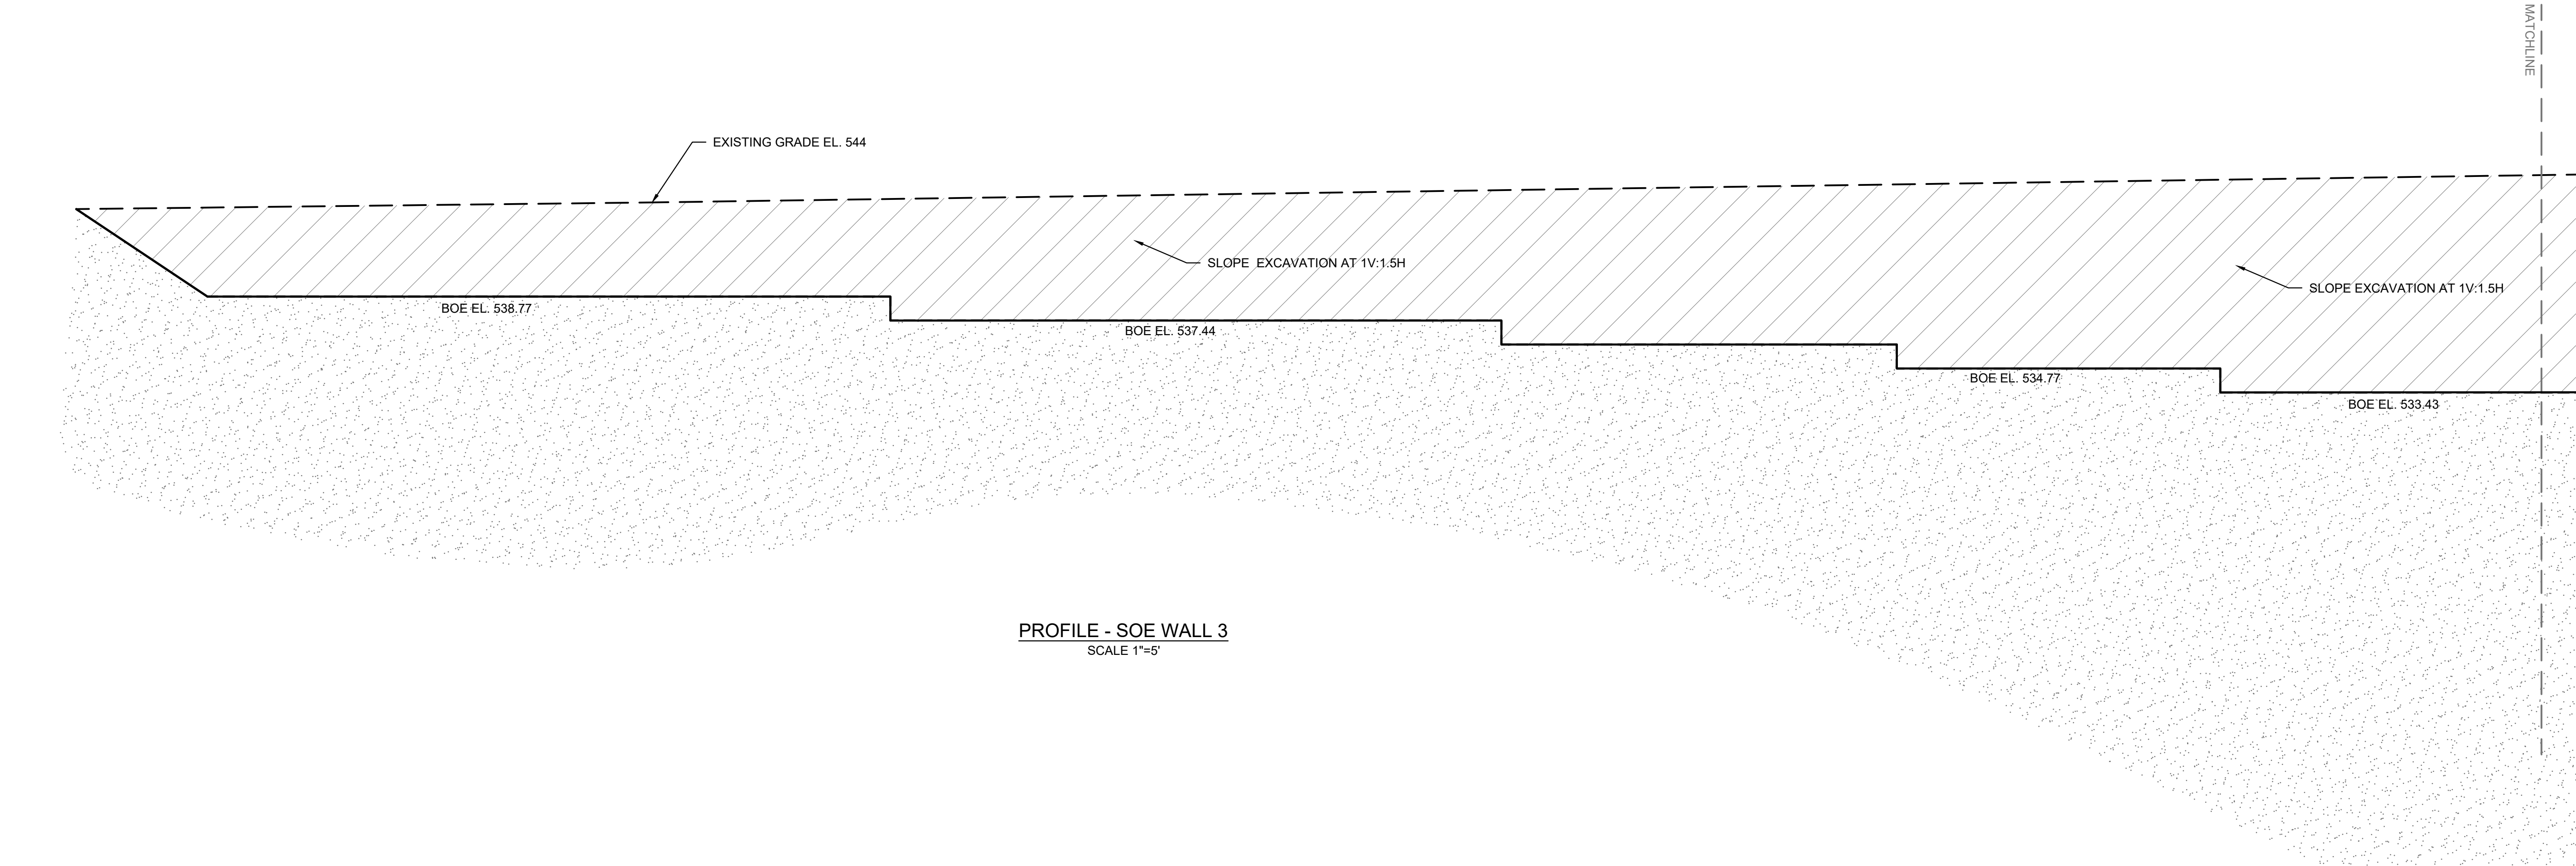 MATCHLINE
EXISTING GRADE EL. 544
SLOPE EXCAVATION AT 1V:1.5H
SLOPE EXCAVATION AT 1V:1.5H
BOE EL. 538.77
BOE EL. 537.44
BOE EL. 534.77
BOE EL. 533.43
PROFILE - SOE WALL 3
SCALE 1"=5'